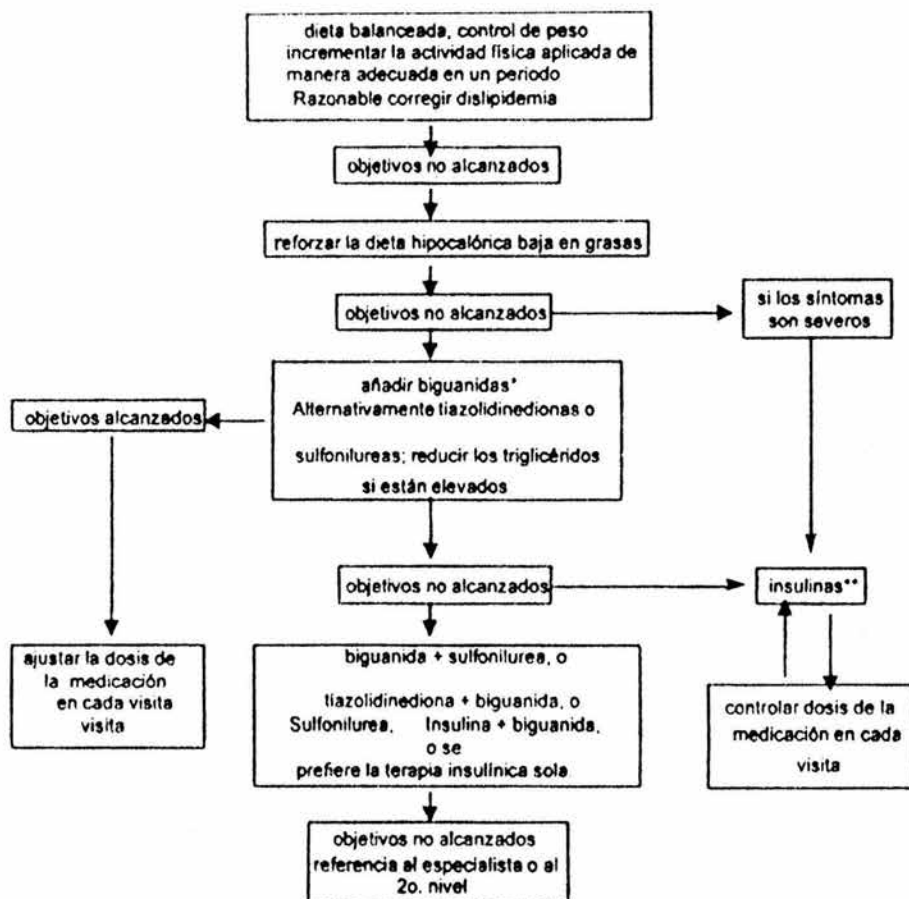 dieta balanceada, control de peso
incrementar la actividad física aplicada de
manera adecuada en un periodo
Razonable corregir dislipidemia
objetivos no alcanzados
reforzar la dieta hipocalórica baja en grasas
objetivos no alcanzados
si los síntomas
son severos
añadir biguanidas*
Alternativamente tiazolidinedionas o
sulfonilureas; reducir los triglicéridos
si están elevados
objetivos alcanzados
objetivos no alcanzados
insulinas**
ajustar la dosis de
la medicación
en cada visita
visita
biguanida + sulfonilurea, o
tiazolidinediona + biguanida, o
Sulfonilurea, Insulina + biguanida,
o se
prefiere la terapia insulínica sola.
controlar dosis de la
medicación en cada
visita
objetivos no alcanzados
referencia al especialista o al
2o. nivel